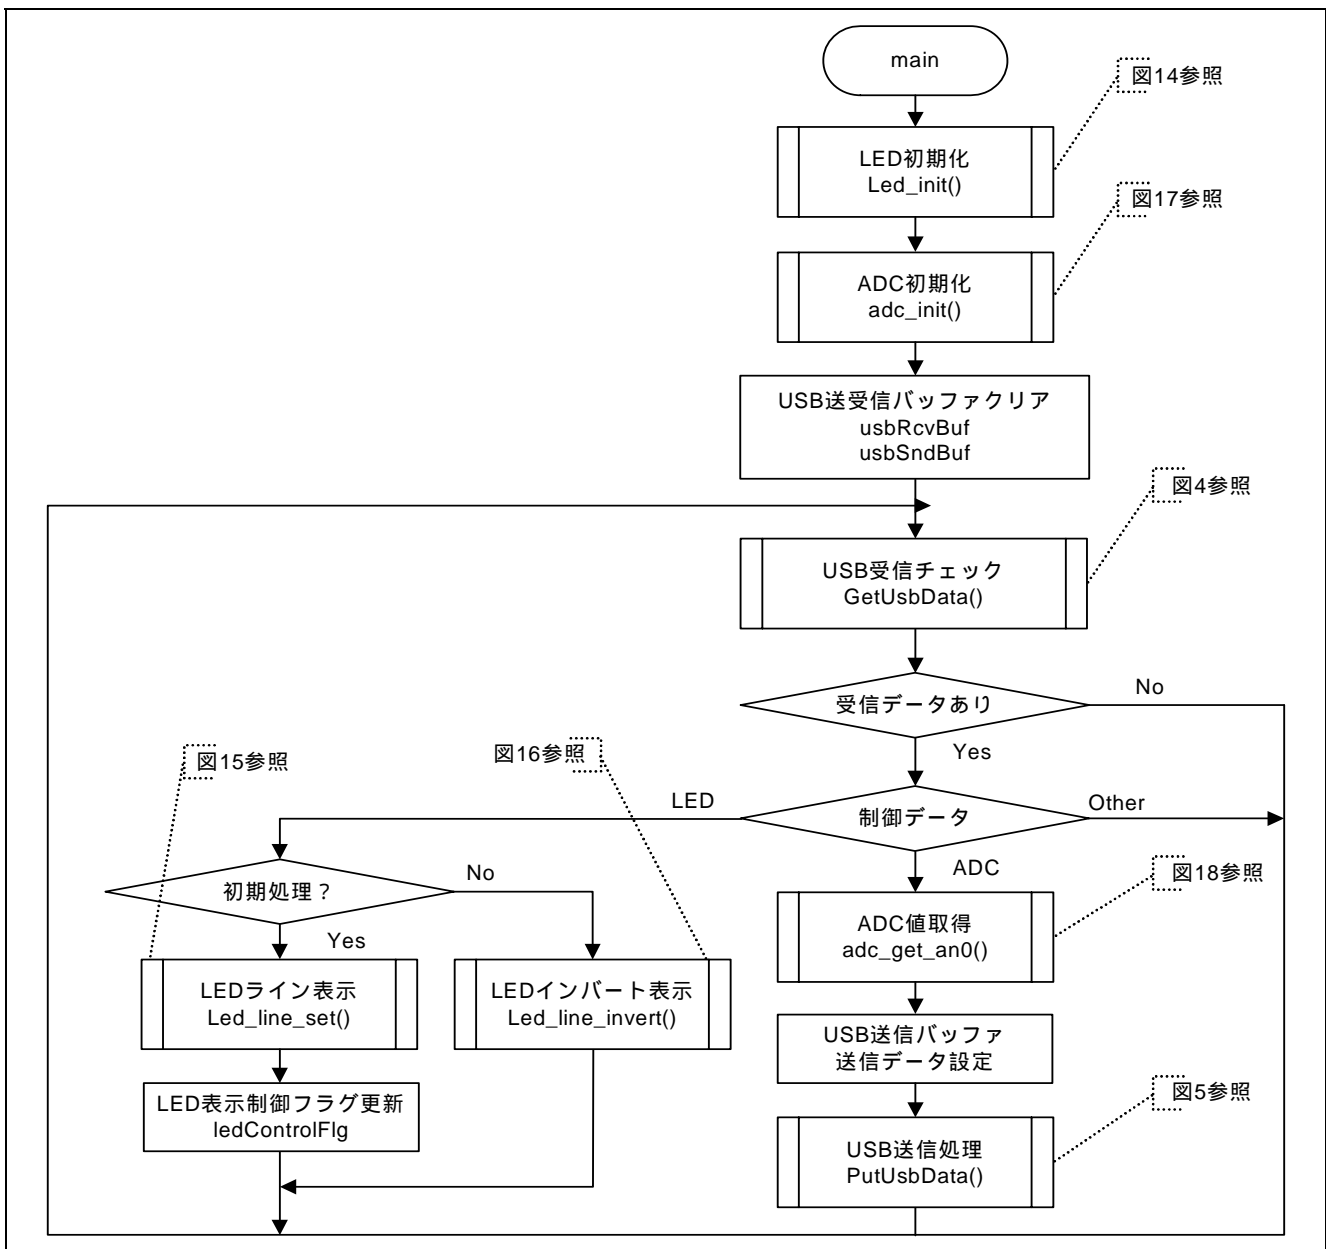 main
図14参照
LED初期化
Led_init()
図17参照
ADC初期化
adc_init()
USB送受信バッファクリア
usbRcvBuf
usbSndBuf
図4参照
USB受信チェック
GetUsbData()
受信データあり
No
Yes
図15参照
図16参照
LED
制御データ
Other
初期処理？
No
Yes
ADC
図18参照
ADC値取得
adc_get_an0()
LEDライン表示
Led_line_set()
LEDインバート表示
Led_line_invert()
USB送信バッファ
送信データ設定
LED表示制御フラグ更新
ledControlFlg
図5参照
USB送信処理
PutUsbData()